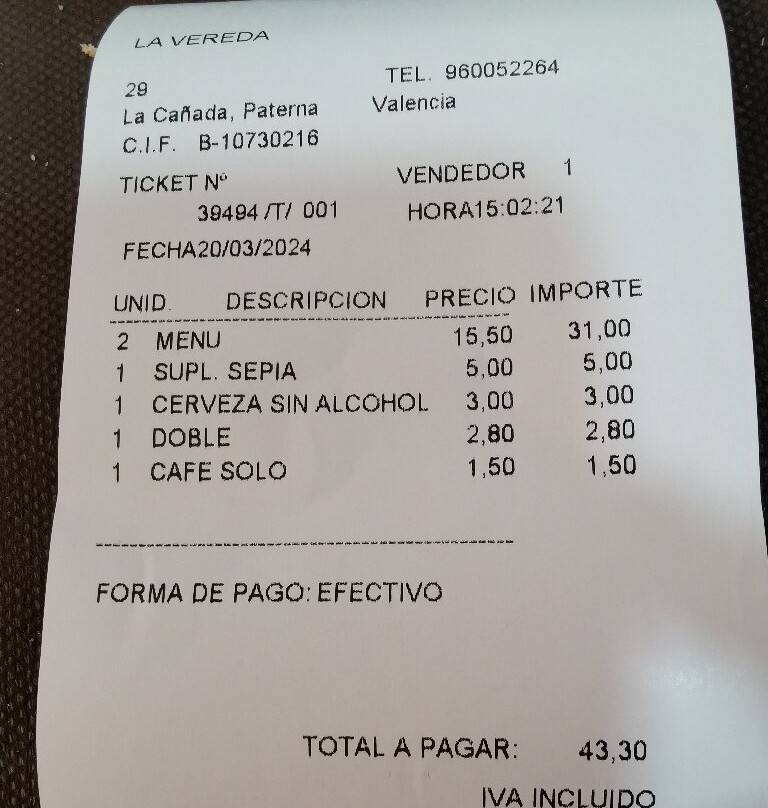 LA VEREDA
29 TEL. 960052264
La Cañada, Paterna Valencia
C.I.F. B-10730216
TICKET Nº VENDEDOR 1
39494 /T/ 001 HORA15:02:21
FECHA20/03/2024
UNID. DESCRIPCION PRECIO IMPORTE
2 MENU 15,50 31,00
1 SUPL. SEPIA 5,00 5,00
1 CERVEZA SIN ALCOHOL 3,00 3,00
1 DOBLE 2,80 2,80
1 CAFE SOLO 1,50 1,50
FORMA DE PAGO: EFECTIVO
TOTAL A PAGAR: 43,30
IVA INCLUIDO